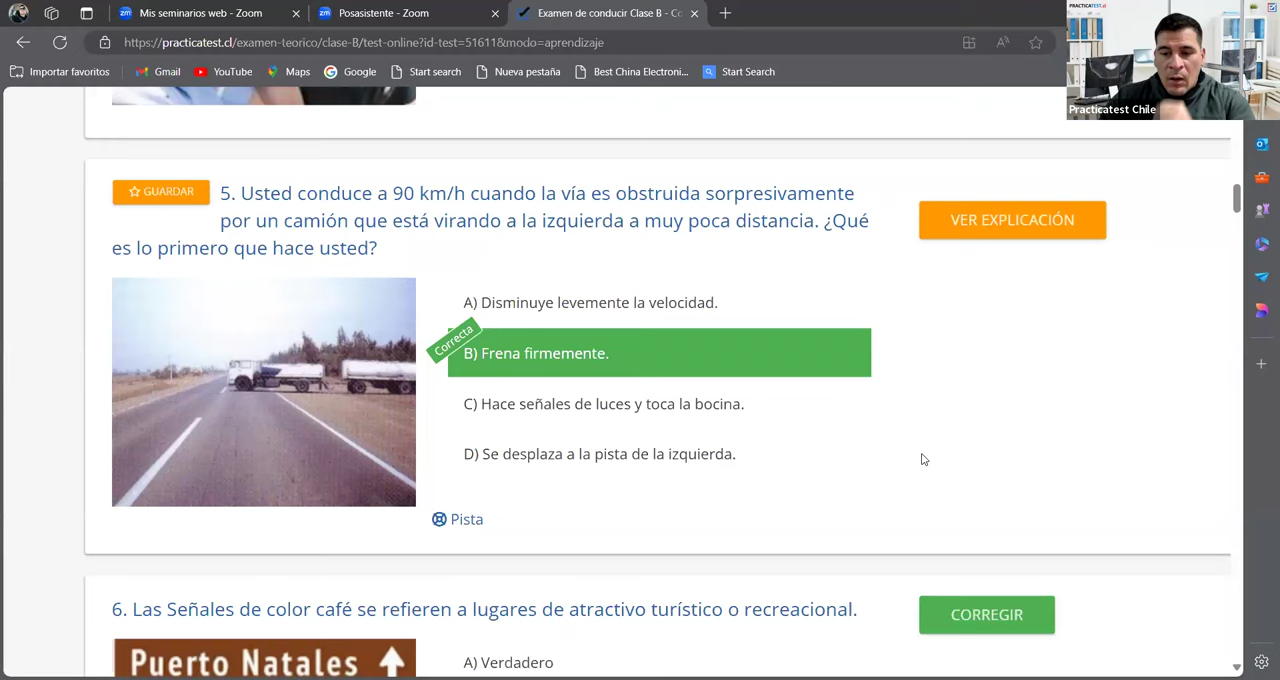 Mis seminarios web - Zoom
Posasistente - Zoom
Examen de conducir Clase B - Co
https://practicatest.cl/examen-teorico/clase-B/test-online?id-test=51611&modo=aprendizaje
Importar favoritos
Gmail
YouTube
Maps
Google
Start search
Nueva pestaña
Best China Electroni...
Start Search
PRACTICATEST.cl
Practicatest Chile
GUARDAR
5. Usted conduce a 90 km/h cuando la vía es obstruida sorpresivamente
por un camión que está virando a la izquierda a muy poca distancia. ¿Qué
es lo primero que hace usted?
VER EXPLICACIÓN
A) Disminuye levemente la velocidad.
Correcta
B) Frena firmemente.
C) Hace señales de luces y toca la bocina.
D) Se desplaza a la pista de la izquierda.
Pista
6. Las Señales de color café se refieren a lugares de atractivo turístico o recreacional.
CORREGIR
Puerto Natales
A) Verdadero